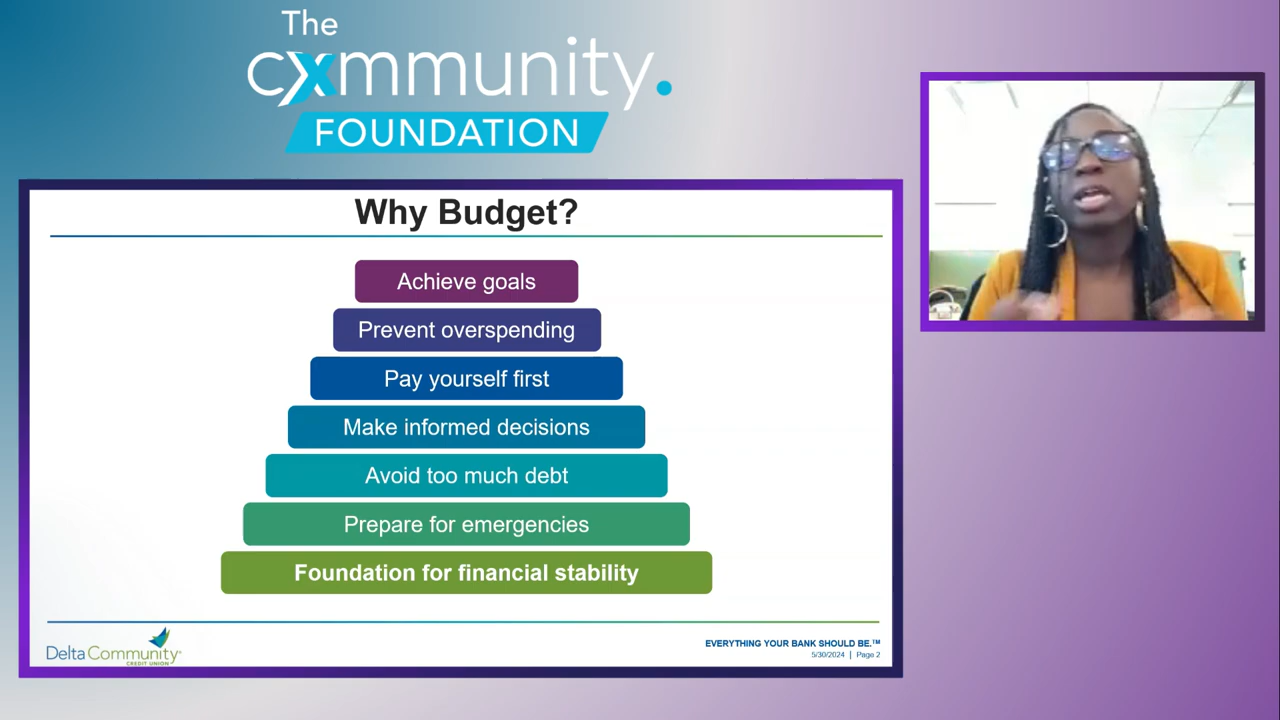 The
cxmmunity.
FOUNDATION
Why Budget?
Achieve goals
Prevent overspending
Pay yourself first
Make informed decisions
Avoid too much debt
Prepare for emergencies
Foundation for financial stability
DeltaCommunity
CREDIT UNION
EVERYTHING YOUR BANK SHOULD BE.™
5/30/2024 | Page 2